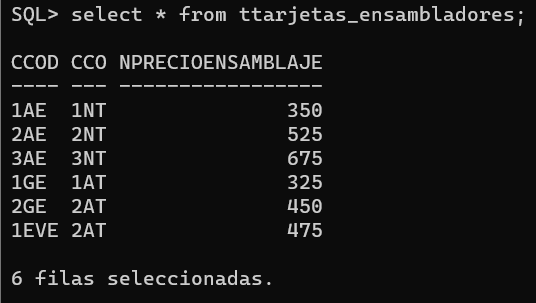 SQL> select * from ttarjetas_ensambladores;
CCOD CCO NPRECIOENSAMBLAJE
---- --- -----------------
1AE  1NT               350
2AE  2NT               525
3AE  3NT               675
1GE  1AT               325
2GE  2AT               450
1EVE 2AT               475
6 filas seleccionadas.